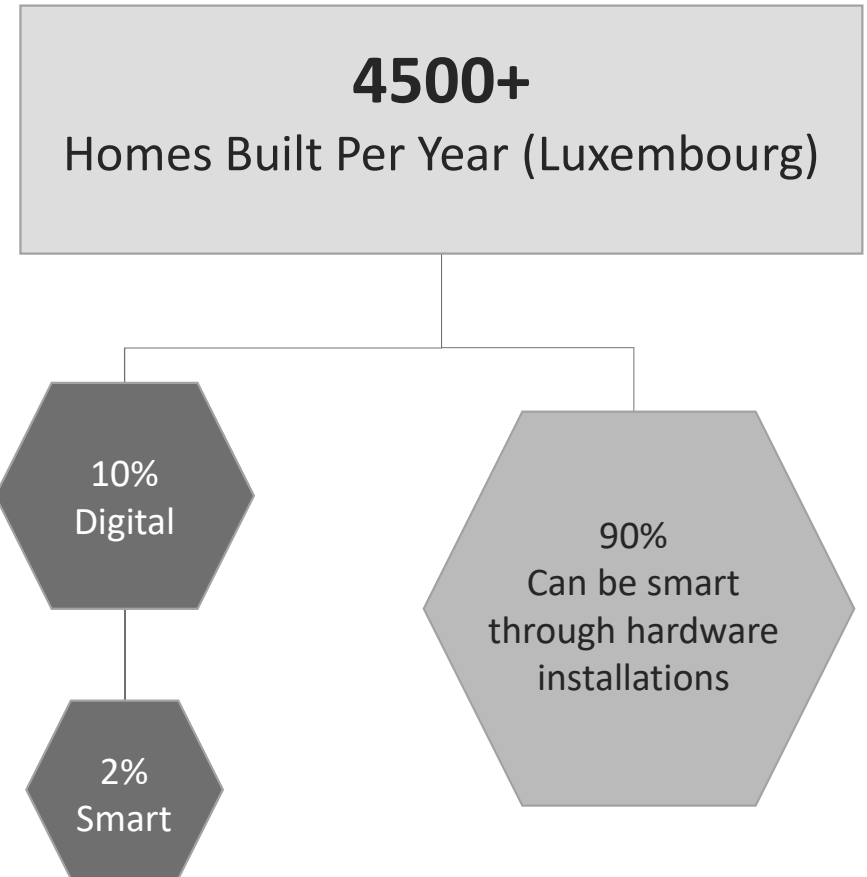 4500+
Homes Built Per Year (Luxembourg)
10%
Digital
90%
Can be smart
through hardware
installations
2%
Smart